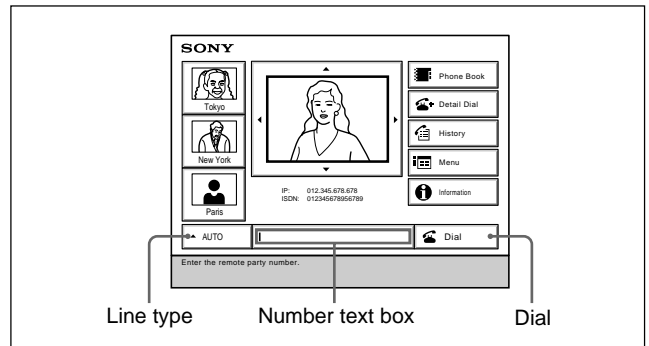 SONY
Tokyo
New York
Paris
IP: 012.345.678.678
ISDN: 012345678956789
Phone Book
Detail Dial
History
Menu
Information
AUTO
Dial
Enter the remote party number.
Line type
Number text box
Dial